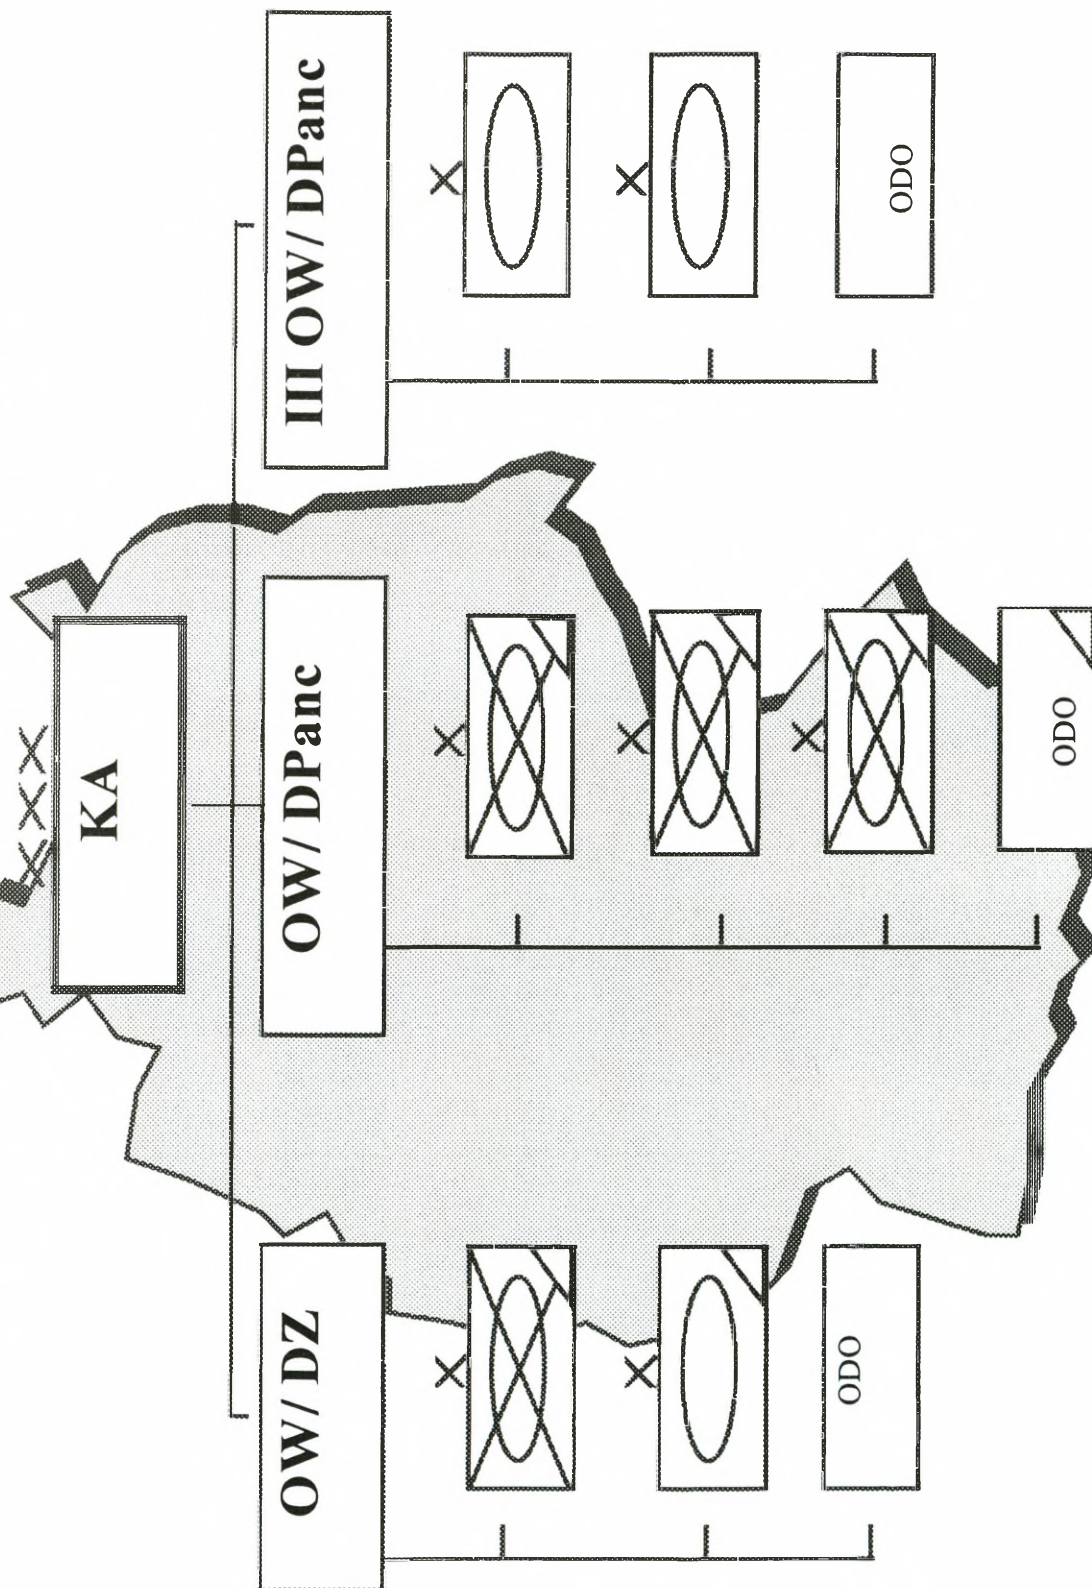 X X X
KA
OW/ DZ
OW/ DPanc
III OW/ DPanc
X
X
X
X
X
X
X
ODO
ODO
ODO